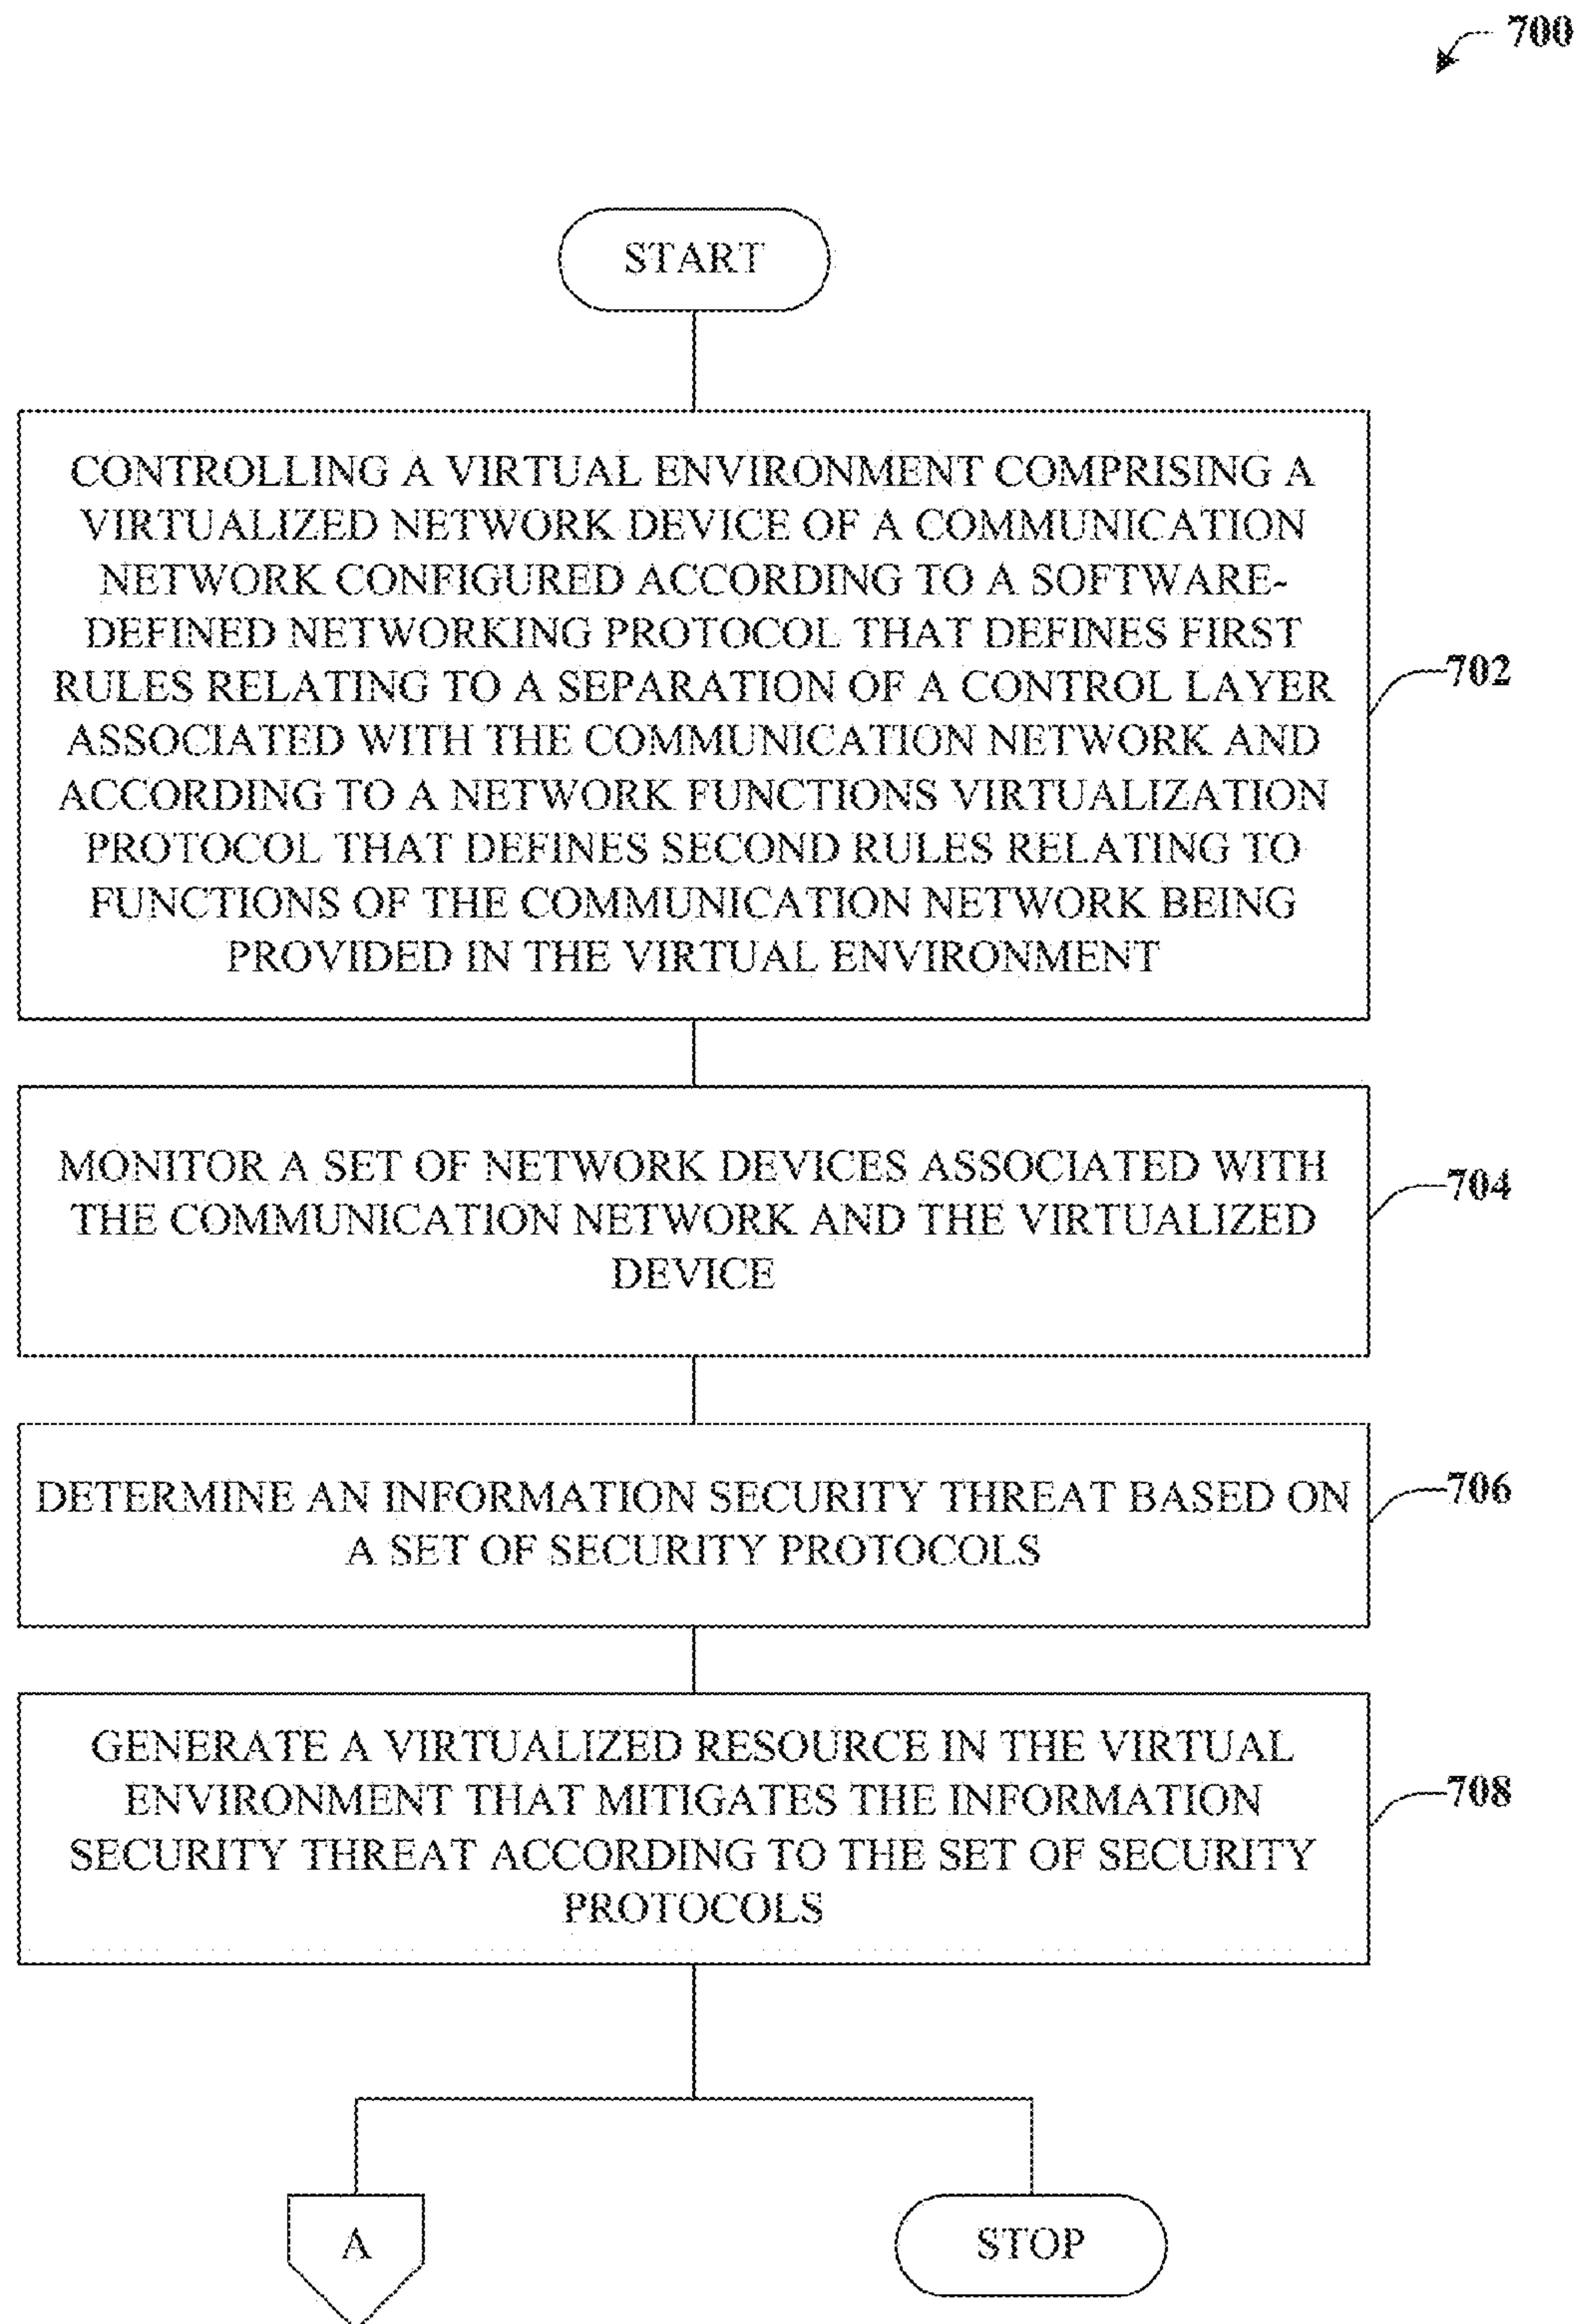 700
START
CONTROLLING A VIRTUAL ENVIRONMENT COMPRISING A
VIRTUALIZED NETWORK DEVICE OF A COMMUNICATION
NETWORK CONFIGURED ACCORDING TO A SOFTWARE-
DEFINED NETWORKING PROTOCOL THAT DEFINES FIRST
RULES RELATING TO A SEPARATION OF A CONTROL LAYER
ASSOCIATED WITH THE COMMUNICATION NETWORK AND
ACCORDING TO A NETWORK FUNCTIONS VIRTUALIZATION
PROTOCOL THAT DEFINES SECOND RULES RELATING TO
FUNCTIONS OF THE COMMUNICATION NETWORK BEING
PROVIDED IN THE VIRTUAL ENVIRONMENT
702
MONITOR A SET OF NETWORK DEVICES ASSOCIATED WITH
THE COMMUNICATION NETWORK AND THE VIRTUALIZED
DEVICE
704
DETERMINE AN INFORMATION SECURITY THREAT BASED ON
A SET OF SECURITY PROTOCOLS
706
GENERATE A VIRTUALIZED RESOURCE IN THE VIRTUAL
ENVIRONMENT THAT MITIGATES THE INFORMATION
SECURITY THREAT ACCORDING TO THE SET OF SECURITY
PROTOCOLS
708
A
STOP